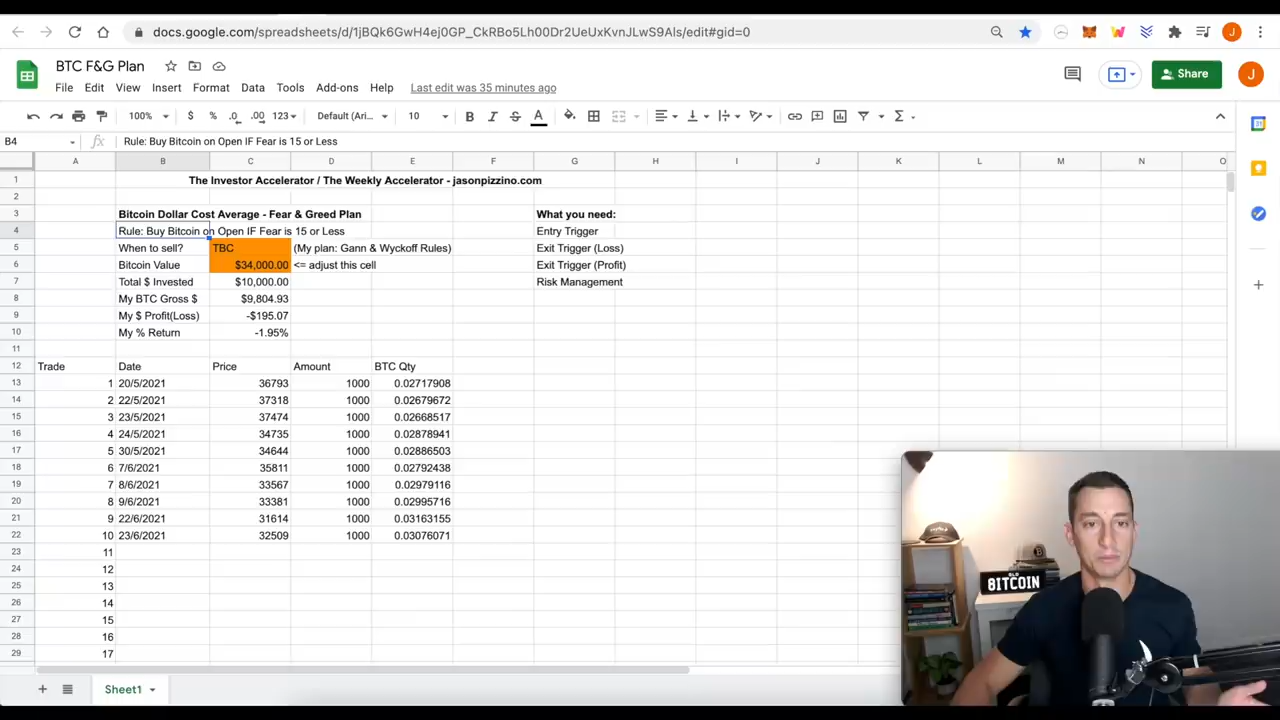 docs.google.com/spreadsheets/d/1jBQk6GwH4ej0GP_CkRBo5Lh00Dr2UeUxKvnJLwS9AIs/edit#gid=0
J
BTC F&G Plan
File Edit View Insert Format Data Tools Add-ons Help Last edit was 35 minutes ago
Share
J
100% $ % .0 .00 123 Default (Ari... 10 B I S A
B4 fx Rule: Buy Bitcoin on Open IF Fear is 15 or Less
A B C D E F G H I J K L M N O
1 The Investor Accelerator / The Weekly Accelerator - jasonpizzino.com
2
3 Bitcoin Dollar Cost Average - Fear & Greed Plan What you need:
4 Rule: Buy Bitcoin on Open IF Fear is 15 or Less Entry Trigger
5 When to sell? TBC (My plan: Gann & Wyckoff Rules) Exit Trigger (Loss)
6 Bitcoin Value $34,000.00 <= adjust this cell Exit Trigger (Profit)
7 Total $ Invested $10,000.00 Risk Management
8 My BTC Gross $ $9,804.93
9 My $ Profit(Loss) -$195.07
10 My % Return -1.95%
11
12 Trade Date Price Amount BTC Qty
13 1 20/5/2021 36793 1000 0.02717908
14 2 22/5/2021 37318 1000 0.02679672
15 3 23/5/2021 37474 1000 0.02668517
16 4 24/5/2021 34735 1000 0.02878941
17 5 30/5/2021 34644 1000 0.02886503
18 6 7/6/2021 35811 1000 0.02792438
19 7 8/6/2021 33567 1000 0.02979116
20 8 9/6/2021 33381 1000 0.02995716
21 9 22/6/2021 31614 1000 0.03163155
22 10 23/6/2021 32509 1000 0.03076071
23 11
24 12
25 13
26 14
27 15
28 16
29 17
BITCOIN
Sheet1